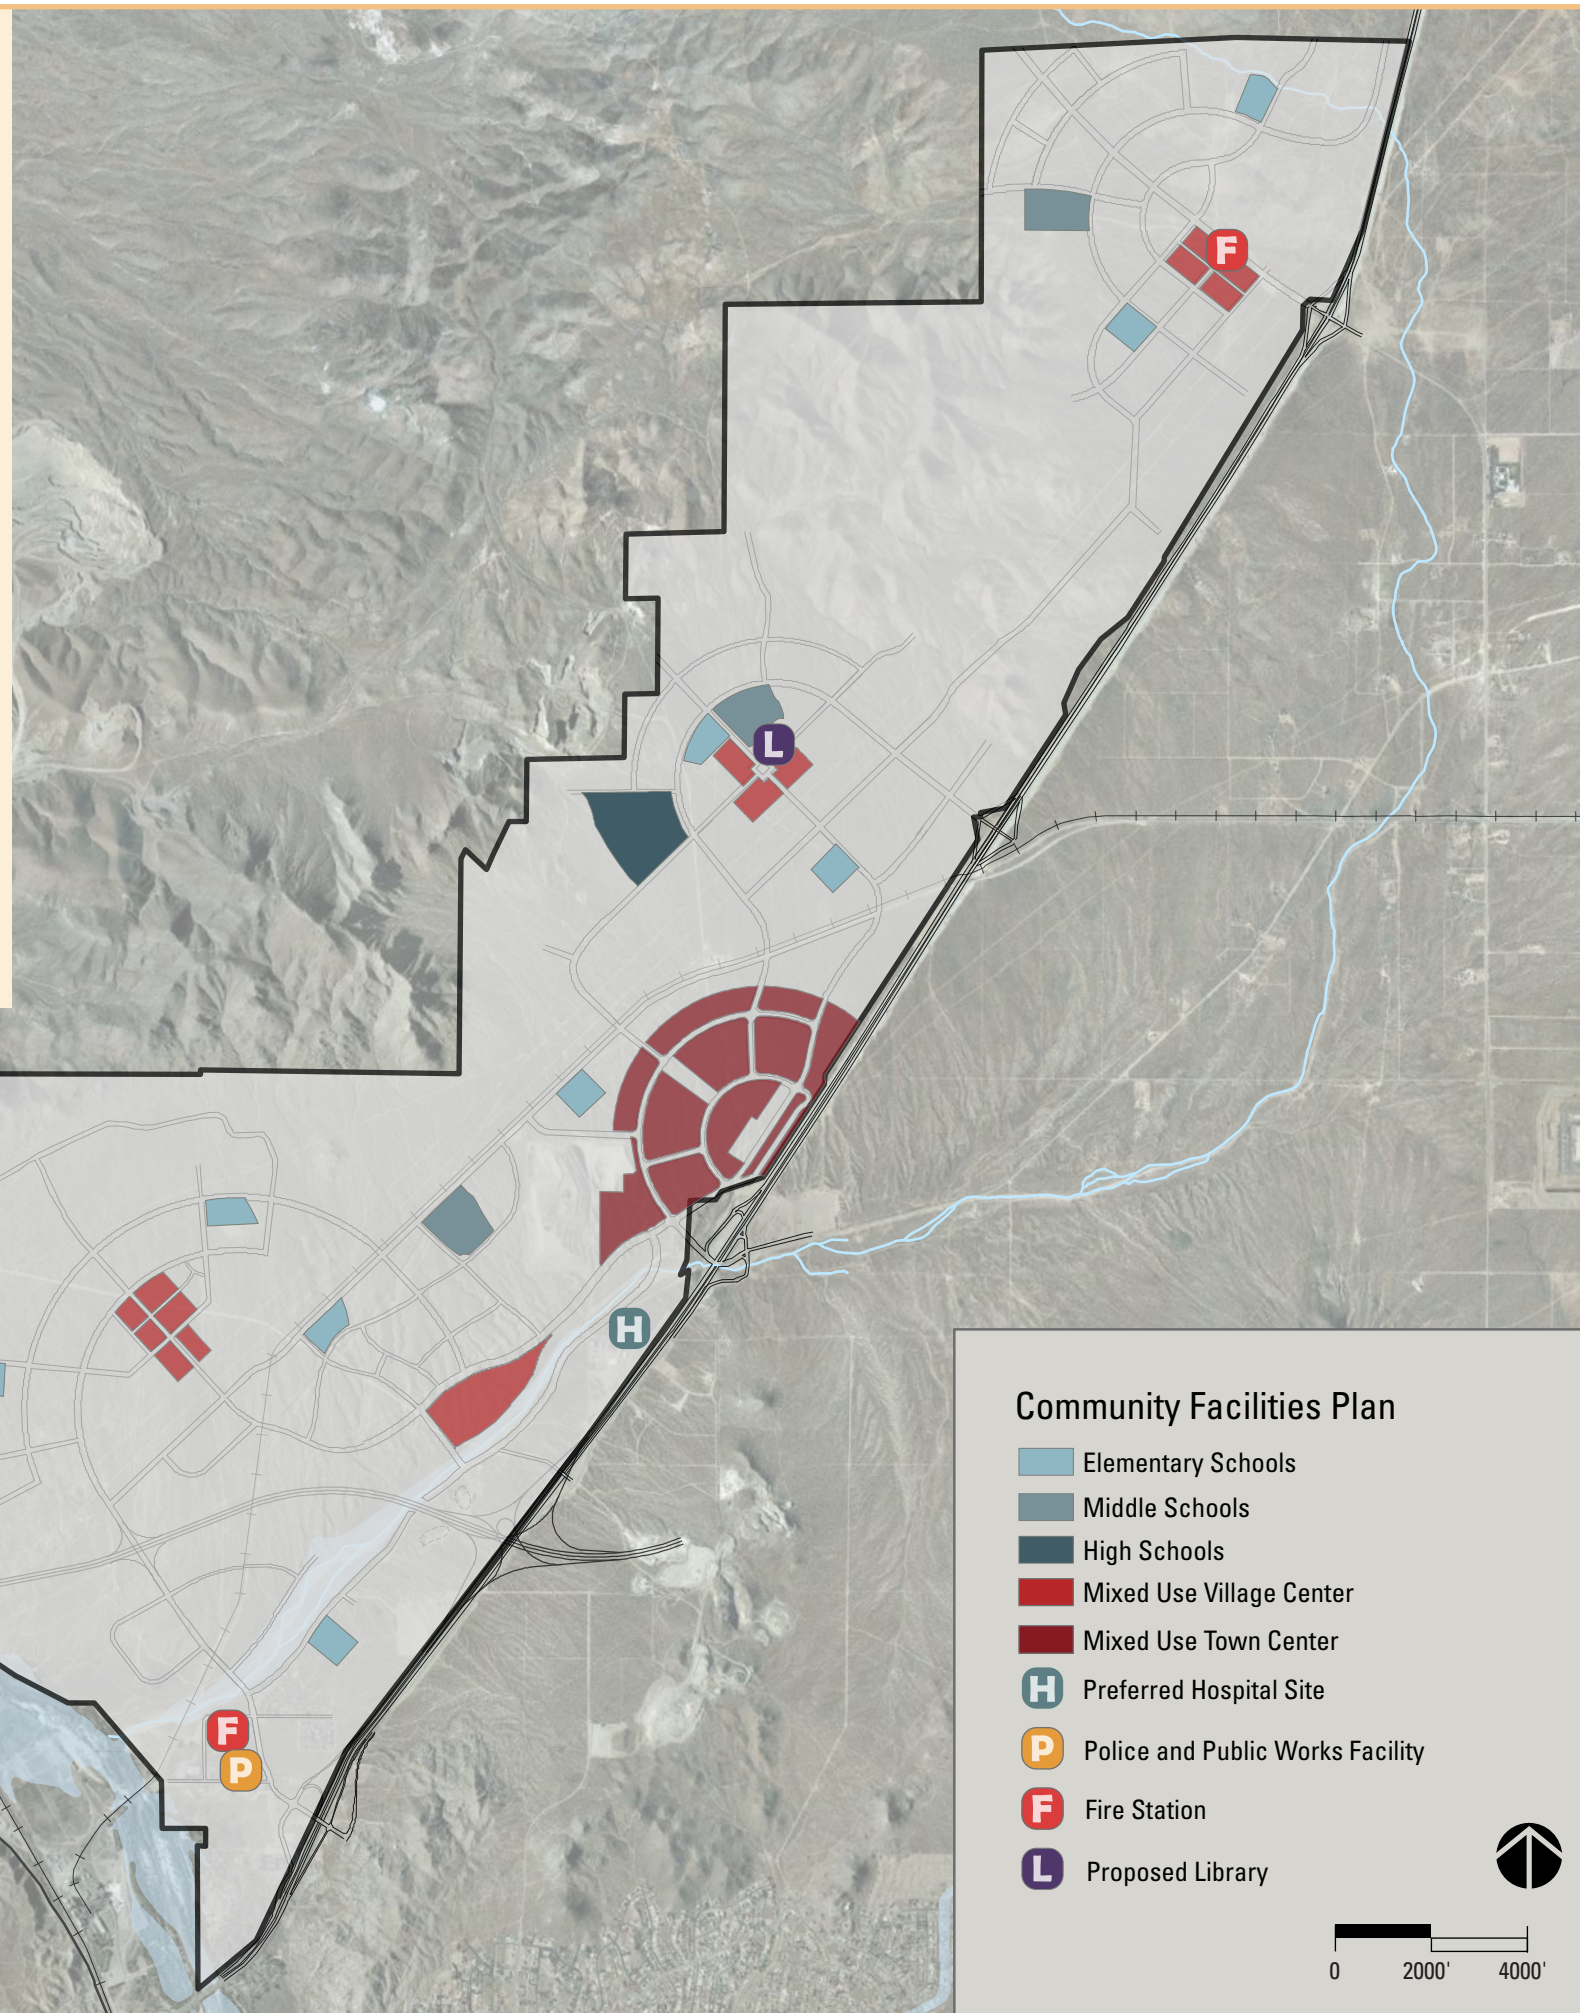 F
L
H
F
P
Community Facilities Plan
Elementary Schools
Middle Schools
High Schools
Mixed Use Village Center
Mixed Use Town Center
H Preferred Hospital Site
P Police and Public Works Facility
F Fire Station
L Proposed Library
0 2000' 4000'